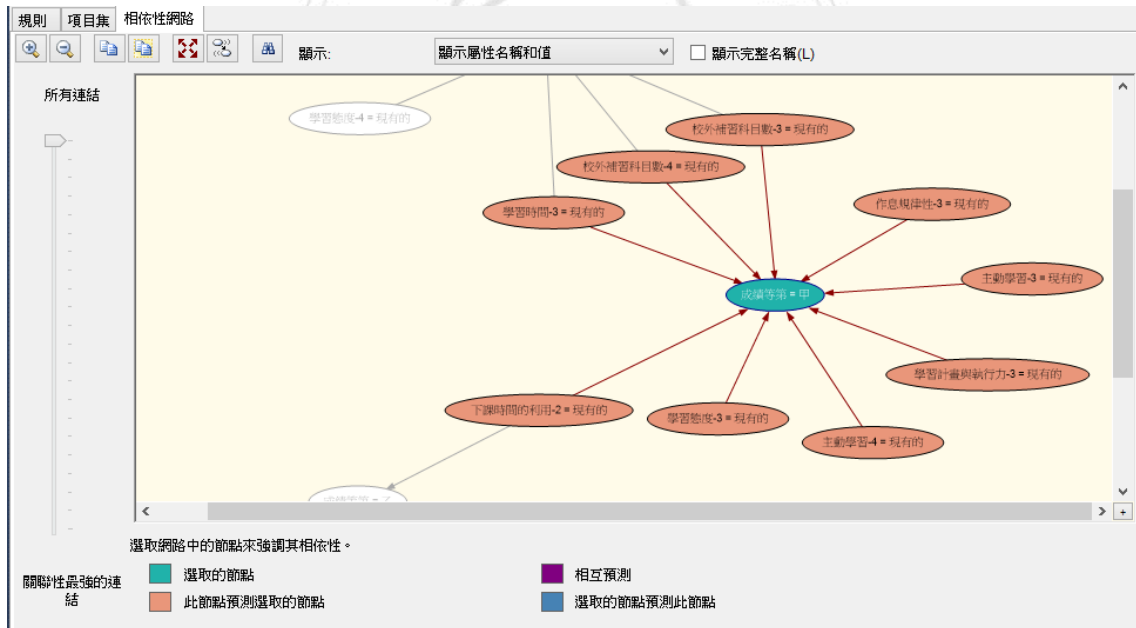 規則 項目集 相依性網路
顯示: 顯示屬性名稱和值 顯示完整名稱(L)
所有連結
學習態度-4 = 現有的
校外補習科目數-3 = 現有的
校外補習科目數-4 = 現有的
學習時間-3 = 現有的
作息規律性-3 = 現有的
主動學習-3 = 現有的
成績等第 = 甲
學習計畫與執行力-3 = 現有的
下課時間的利用-2 = 現有的
學習態度-3 = 現有的
主動學習-4 = 現有的
成績等第 = 乙
選取網路中的節點來強調其相依性。
關聯性最強的連
結
選取的節點
相互預測
此節點預測選取的節點
選取的節點預測此節點